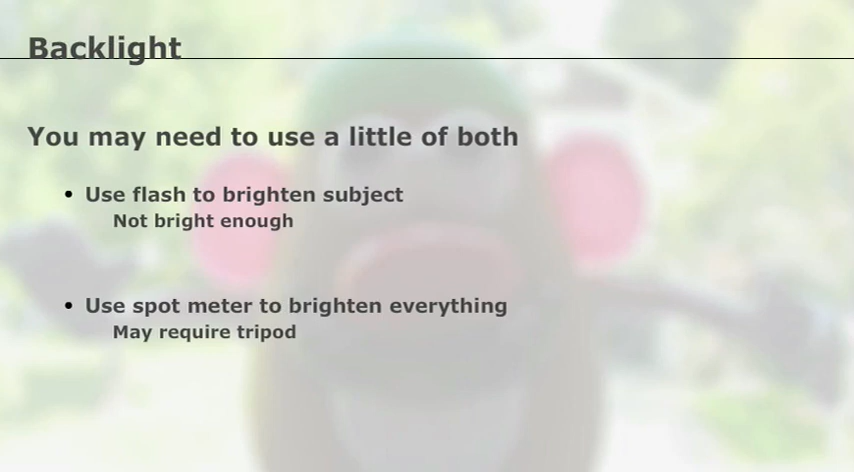 Backlight
You may need to use a little of both
• Use flash to brighten subject
Not bright enough
• Use spot meter to brighten everything
May require tripod